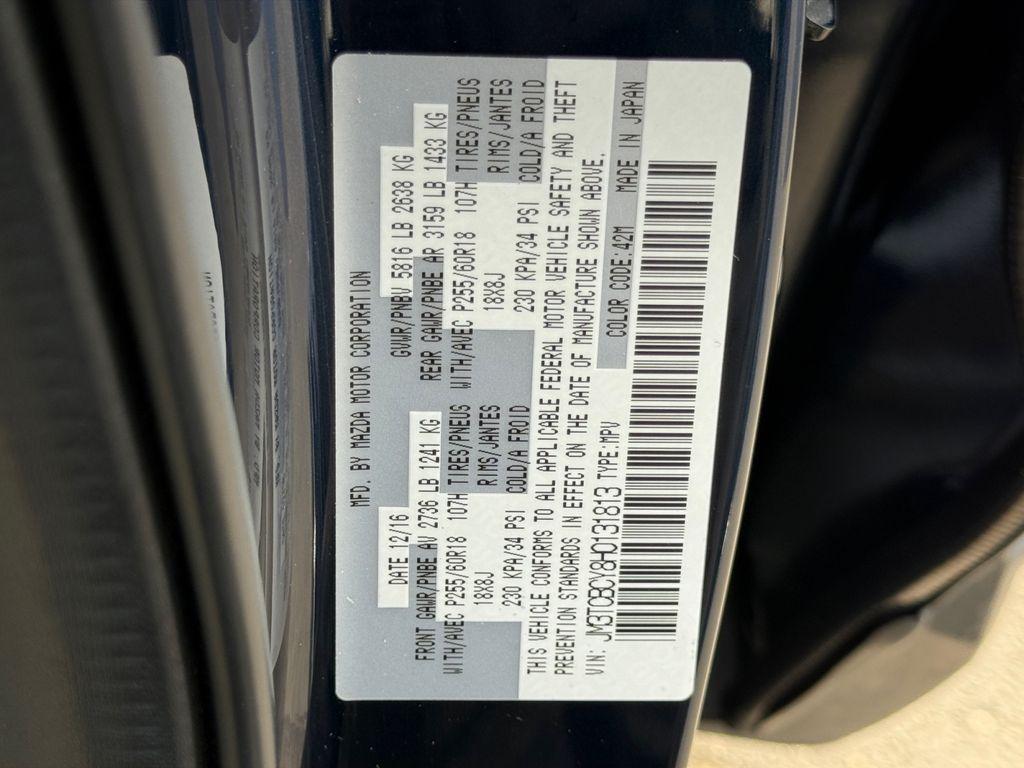 MFD. BY MAZDA MOTOR CORPORATION
DATE 12/16 GVWR/PNBV 5816 LB 2638 KG
FRONT GAWR/PNBE AV 2736 LB 1241 KG REAR GAWR/PNBE AR 3159 LB 1433 KG
WITH/AVEC P255/60R18 107H TIRES/PNEUS WITH/AVEC P255/60R18 107H TIRES/PNEUS
18X8J RIMS/JANTES 18X8J RIMS/JANTES
230 KPA/34 PSI COLD/A FROID 230 KPA/34 PSI COLD/A FROID
THIS VEHICLE CONFORMS TO ALL APPLICABLE FEDERAL MOTOR VEHICLE SAFETY AND THEFT
PREVENTION STANDARDS IN EFFECT ON THE DATE OF MANUFACTURE SHOWN ABOVE.
VIN: JM3TCBCY8H0131813 TYPE:MPV COLOR CODE:42M MADE IN JAPAN